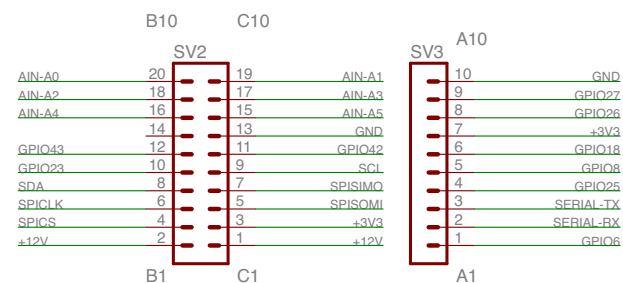 B10 C10
SV2 SV3 A10
AIN-A0 20 19 AIN-A1 10 GND
AIN-A2 18 17 AIN-A3 9 GPIO27
AIN-A4 16 15 AIN-A5 8 GPIO26
14 13 GND 7 +3V3
GPIO43 12 11 GPIO42 6 GPIO18
GPIO23 10 9 SCL 5 GPIO8
SDA 8 7 SPISIMO 4 GPIO25
SPICLK 6 5 SPISOMI 3 SERIAL-TX
SPICS 4 3 +3V3 2 SERIAL-RX
+12V 2 1 +12V 1 GPIO6
B1 C1 A1